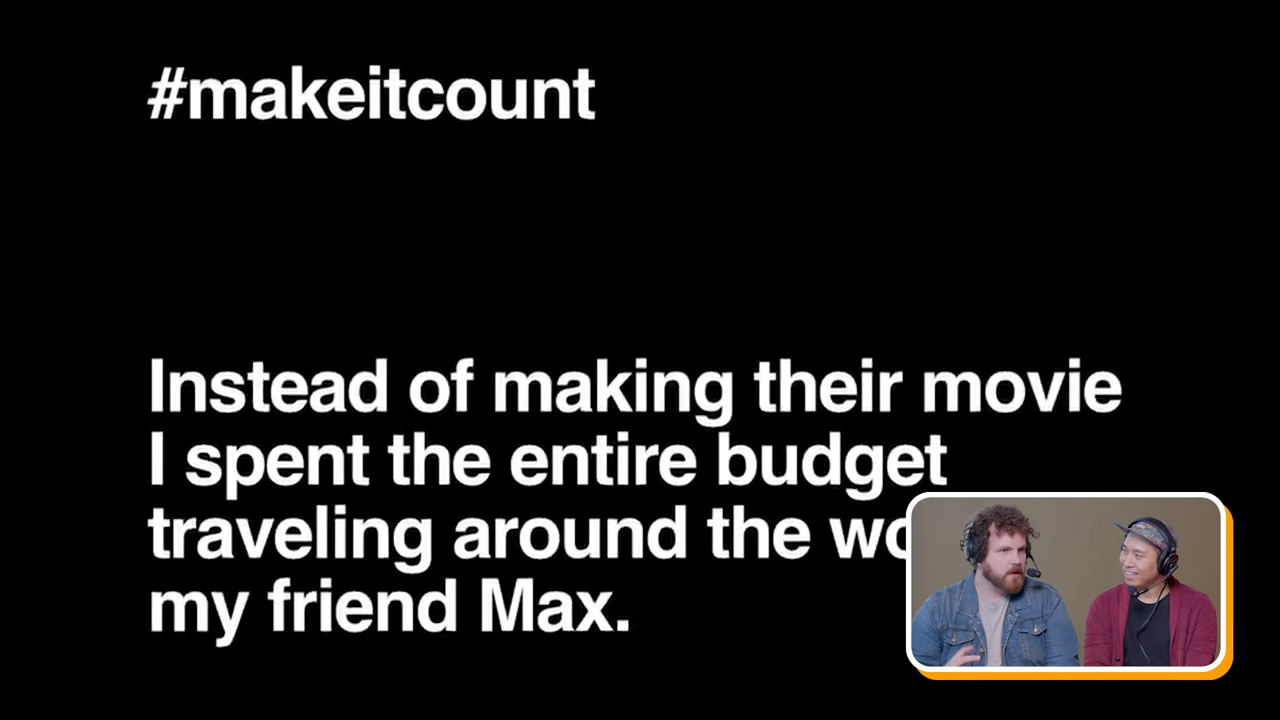 #makeitcount
Instead of making their movie
I spent the entire budget
traveling around the
my friend Max.